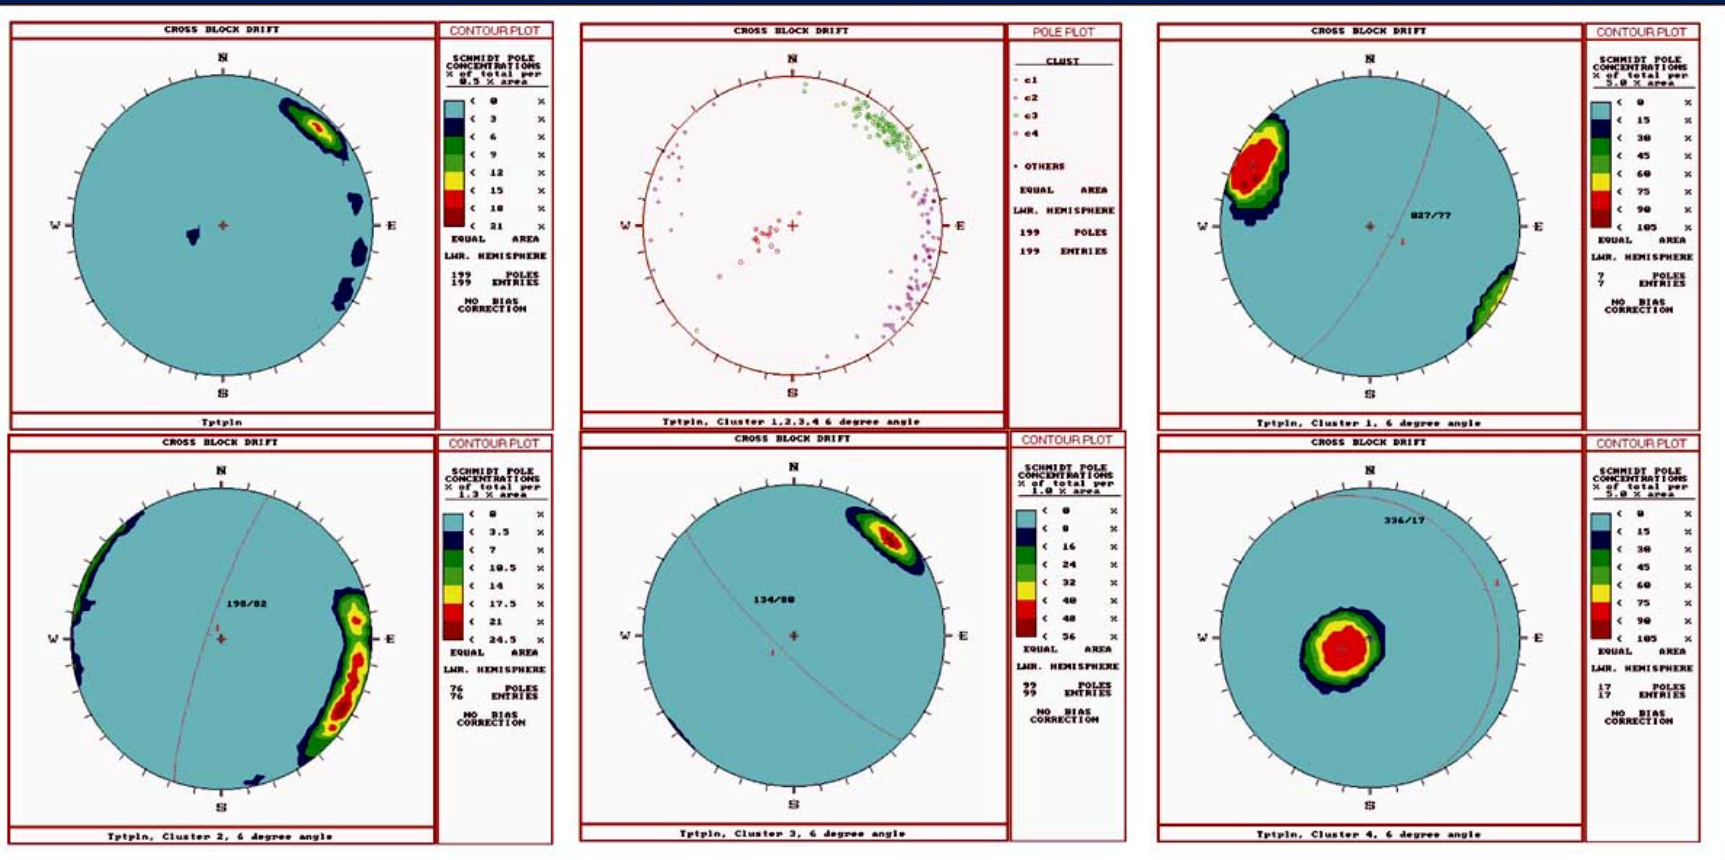 CROSS BLOCK DRIFT
CONTOUR PLOT
N
W
E
S
SCHMIDT POLE
CONCENTRATIONS
% of total per
0.5 % area
< 0 %
< 3 %
< 6 %
< 9 %
< 12 %
< 15 %
< 18 %
< 21 %
EQUAL AREA
LWR. HEMISPHERE
199 POLES
199 ENTRIES
NO BIAS
CORRECTION
Tptpln
CROSS BLOCK DRIFT
POLE PLOT
N
W
E
S
CLUST
c1
c2
c3
c4
OTHERS
EQUAL AREA
LWR. HEMISPHERE
199 POLES
199 ENTRIES
Tptpln, Cluster 1,2,3,4 6 degree angle
CROSS BLOCK DRIFT
CONTOUR PLOT
N
W
E
S
027/77
1
SCHMIDT POLE
CONCENTRATIONS
% of total per
5.0 % area
< 0 %
< 15 %
< 30 %
< 45 %
< 60 %
< 75 %
< 90 %
< 105 %
EQUAL AREA
LWR. HEMISPHERE
7 POLES
7 ENTRIES
NO BIAS
CORRECTION
Tptpln, Cluster 1, 6 degree angle
CROSS BLOCK DRIFT
CONTOUR PLOT
N
W
E
S
198/82
1
SCHMIDT POLE
CONCENTRATIONS
% of total per
1.3 % area
< 0 %
< 3.5 %
< 7 %
< 10.5 %
< 14 %
< 17.5 %
< 21 %
< 24.5 %
EQUAL AREA
LWR. HEMISPHERE
76 POLES
76 ENTRIES
NO BIAS
CORRECTION
Tptpln, Cluster 2, 6 degree angle
CROSS BLOCK DRIFT
CONTOUR PLOT
N
W
E
S
134/80
1
SCHMIDT POLE
CONCENTRATIONS
% of total per
1.0 % area
< 0 %
< 8 %
< 16 %
< 24 %
< 32 %
< 40 %
< 48 %
< 56 %
EQUAL AREA
LWR. HEMISPHERE
99 POLES
99 ENTRIES
NO BIAS
CORRECTION
Tptpln, Cluster 3, 6 degree angle
CROSS BLOCK DRIFT
CONTOUR PLOT
N
W
E
S
336/17
1
SCHMIDT POLE
CONCENTRATIONS
% of total per
5.0 % area
< 0 %
< 15 %
< 30 %
< 45 %
< 60 %
< 75 %
< 90 %
< 105 %
EQUAL AREA
LWR. HEMISPHERE
17 POLES
17 ENTRIES
NO BIAS
CORRECTION
Tptpln, Cluster 4, 6 degree angle